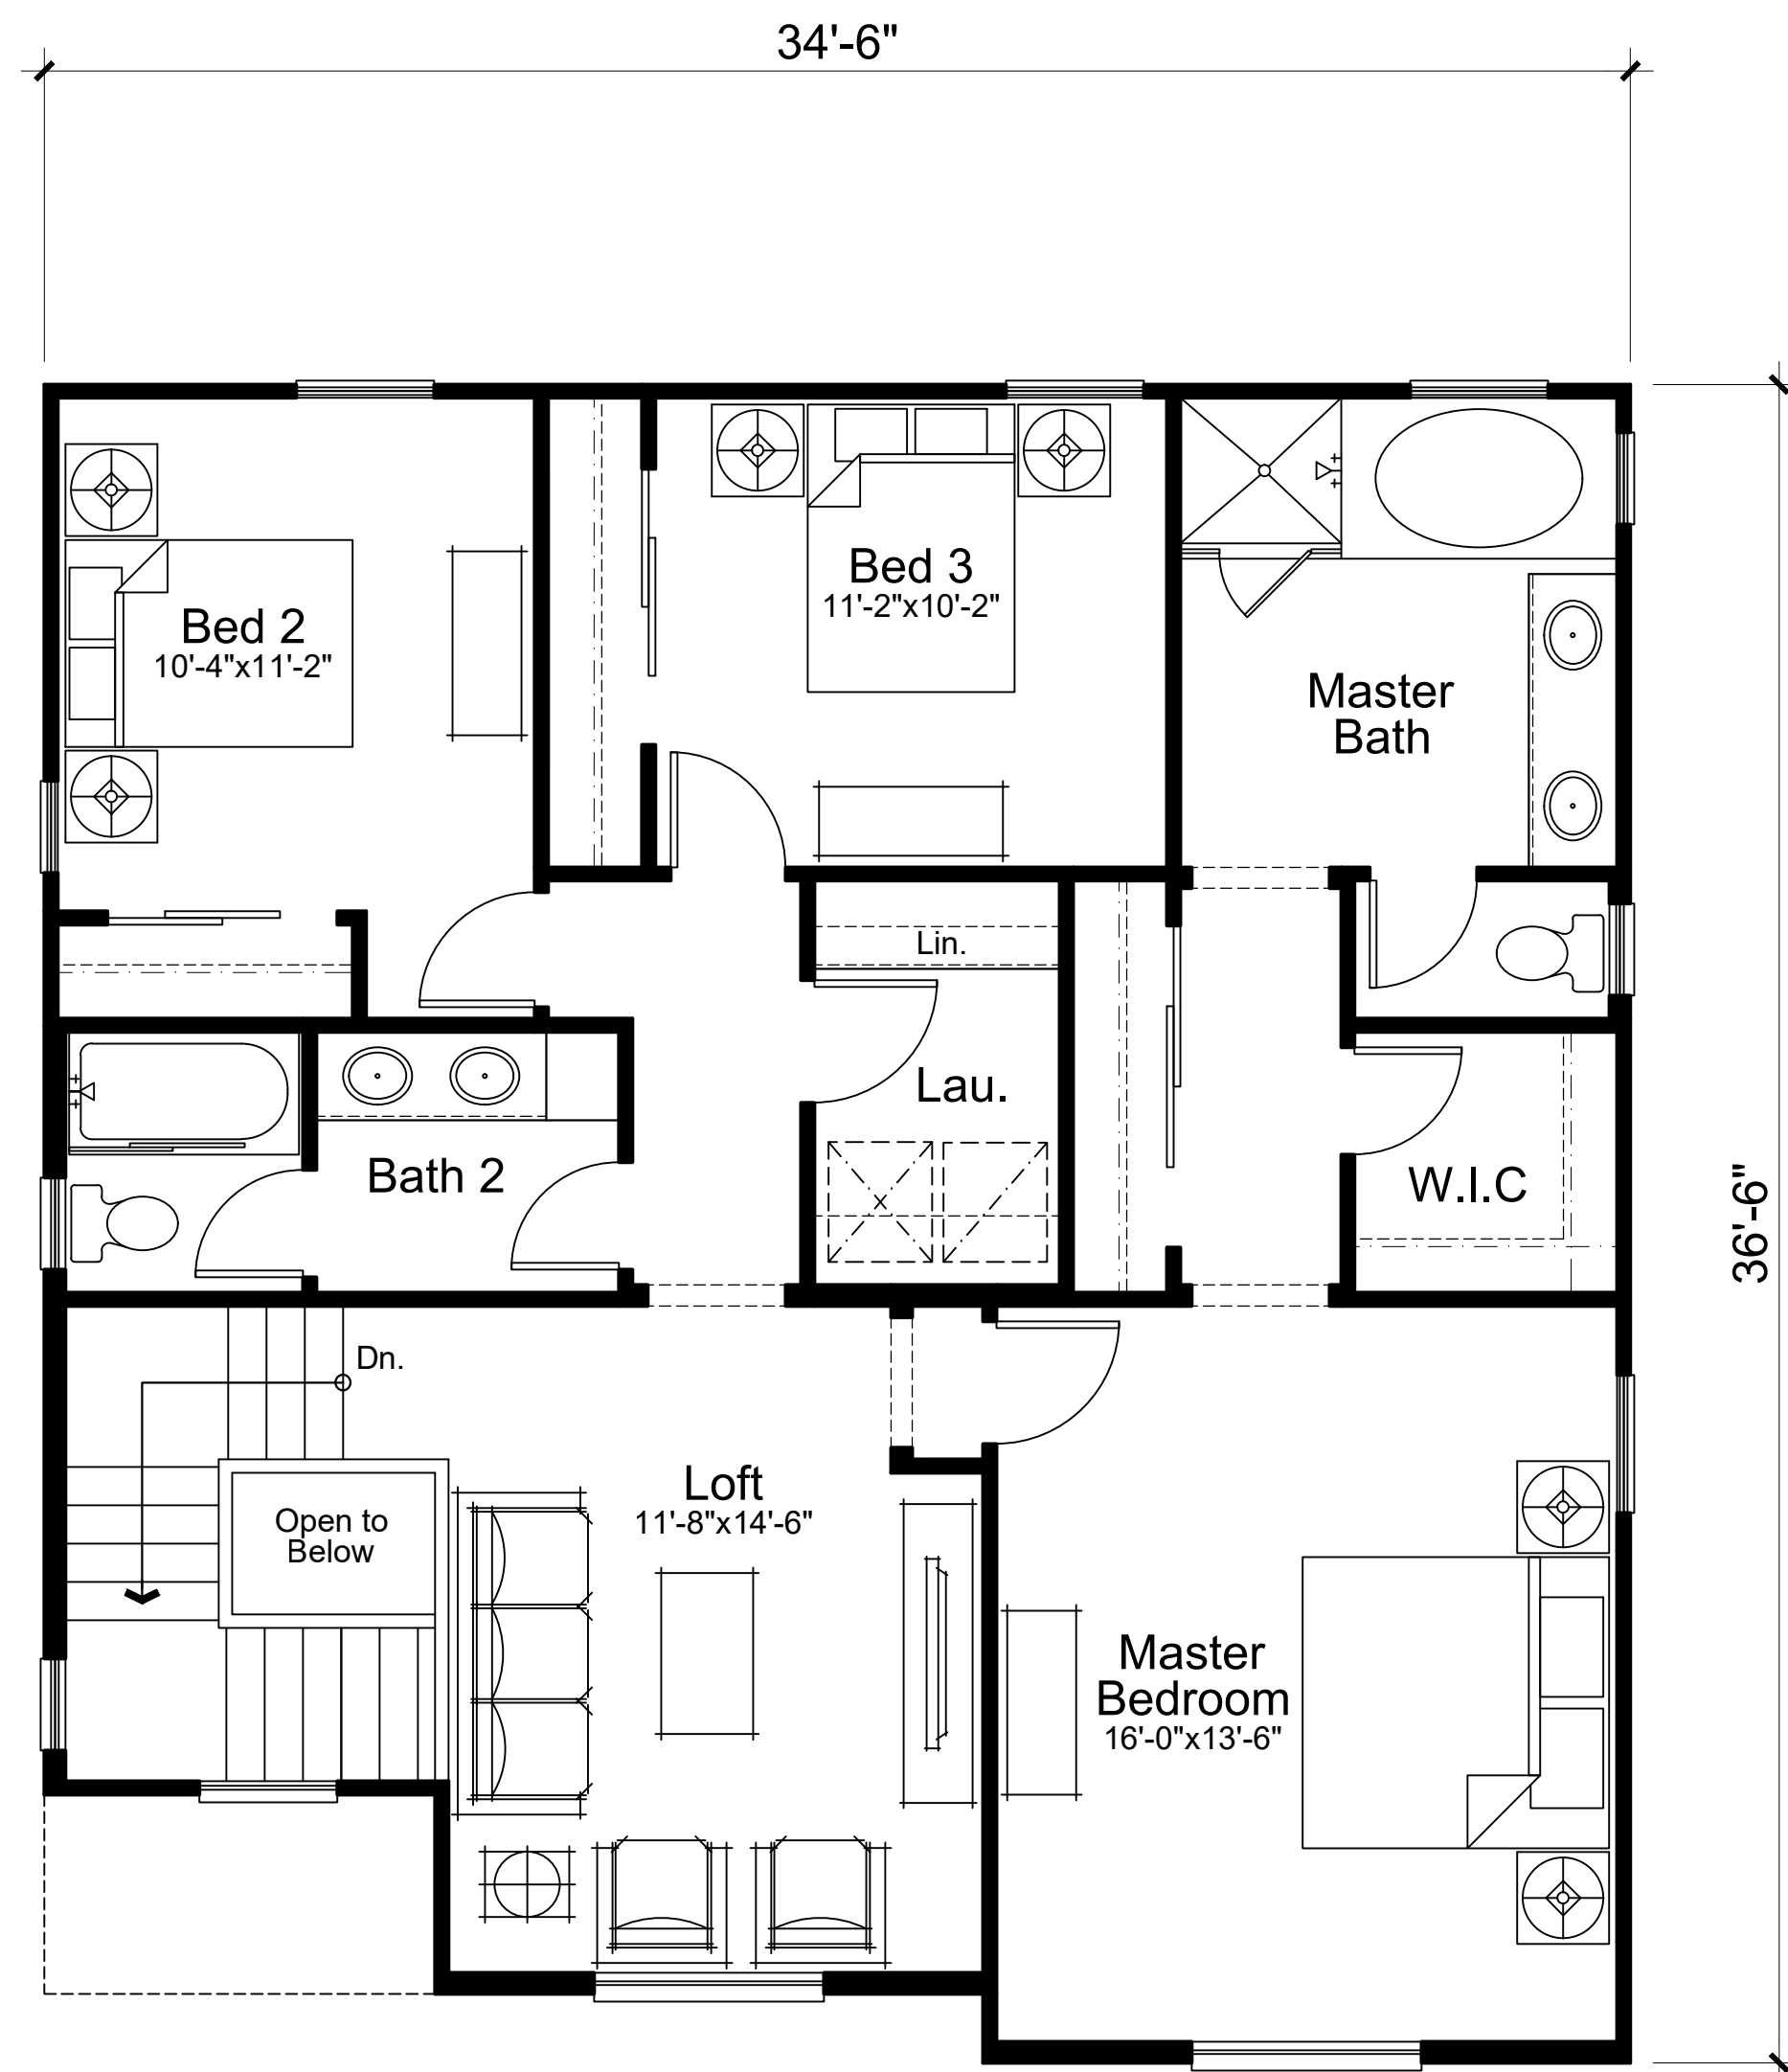 34'-6"
Bed 3
11'-2"x10'-2"
Bed 2
10'-4"x11'-2"
Master
Bath
Lin.
Lau.
Bath 2
W.I.C
36'-6"
Dn.
Loft
11'-8"x14'-6"
Open to
Below
Master
Bedroom
16'-0"x13'-6"